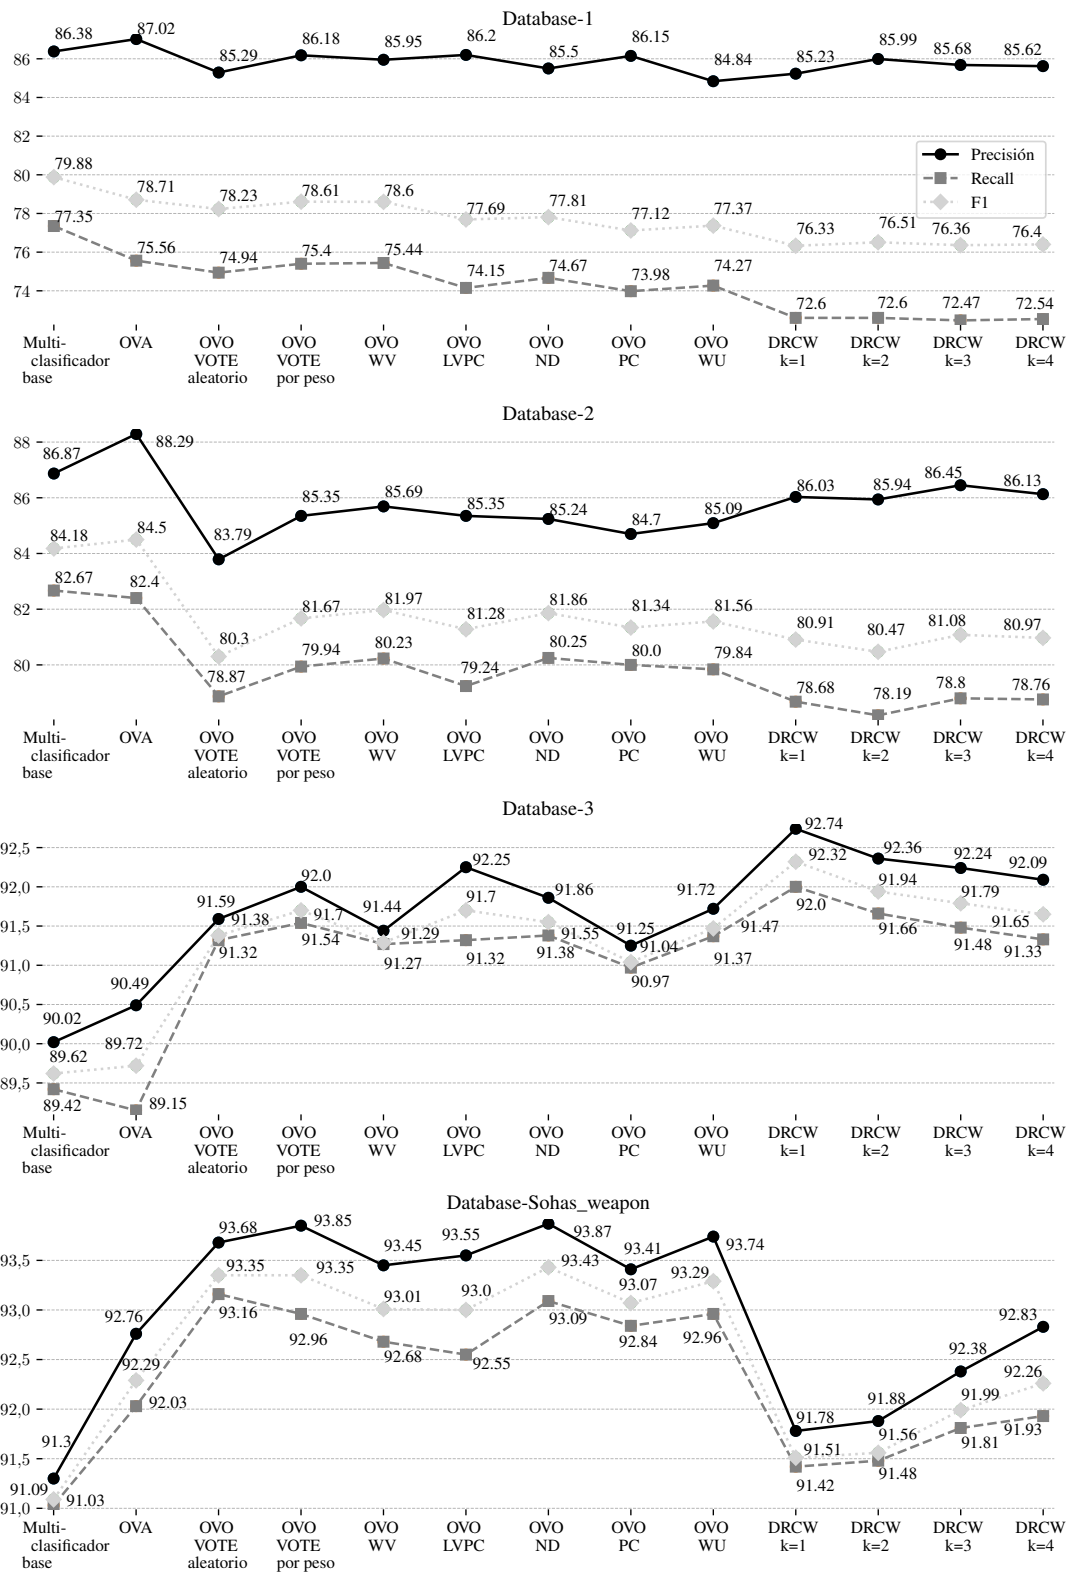 Database-1
86
84
82
80
78
76
74
86.38
87.02
85.29
86.18
85.95
86.2
85.5
86.15
84.84
85.23
85.99
85.68
85.62
79.88
78.71
78.23
78.61
78.6
77.69
77.81
77.12
77.37
76.33
76.51
76.36
76.4
77.35
75.56
74.94
75.4
75.44
74.15
74.67
73.98
74.27
72.6
72.6
72.47
72.54
Precisión
Recall
F1
Multi-
clasificador
base
OVA
OVO
VOTE
aleatorio
OVO
VOTE
por peso
OVO
WV
OVO
LVPC
OVO
ND
OVO
PC
OVO
WU
DRCW
k=1
DRCW
k=2
DRCW
k=3
DRCW
k=4
Database-2
88
86
84
82
80
86.87
88.29
83.79
85.35
85.69
85.35
85.24
84.7
85.09
86.03
85.94
86.45
86.13
84.18
84.5
80.3
81.67
81.97
81.28
81.86
81.34
81.56
80.91
80.47
81.08
80.97
82.67
82.4
78.87
79.94
80.23
79.24
80.25
80.0
79.84
78.68
78.19
78.8
78.76
Multi-
clasificador
base
OVA
OVO
VOTE
aleatorio
OVO
VOTE
por peso
OVO
WV
OVO
LVPC
OVO
ND
OVO
PC
OVO
WU
DRCW
k=1
DRCW
k=2
DRCW
k=3
DRCW
k=4
Database-3
92,5
92,0
91,5
91,0
90,5
90,0
89,5
90.02
90.49
91.59
92.0
91.44
92.25
91.86
91.25
91.72
92.74
92.36
92.24
92.09
89.62
89.72
91.38
91.7
91.29
91.7
91.55
91.04
91.47
92.32
91.94
91.79
91.65
89.42
89.15
91.32
91.54
91.27
91.32
91.38
90.97
91.37
92.0
91.66
91.48
91.33
Multi-
clasificador
base
OVA
OVO
VOTE
aleatorio
OVO
VOTE
por peso
OVO
WV
OVO
LVPC
OVO
ND
OVO
PC
OVO
WU
DRCW
k=1
DRCW
k=2
DRCW
k=3
DRCW
k=4
Database-Sohas_weapon
93,5
93,0
92,5
92,0
91,5
91,0
91.3
92.76
93.68
93.85
93.45
93.55
93.87
93.41
93.74
91.78
91.88
92.38
92.83
91.09
92.29
93.35
93.35
93.01
93.0
93.43
93.07
93.29
91.51
91.56
91.99
92.26
91.03
92.03
93.16
92.96
92.68
92.55
93.09
92.84
92.96
91.42
91.48
91.81
91.93
Multi-
clasificador
base
OVA
OVO
VOTE
aleatorio
OVO
VOTE
por peso
OVO
WV
OVO
LVPC
OVO
ND
OVO
PC
OVO
WU
DRCW
k=1
DRCW
k=2
DRCW
k=3
DRCW
k=4